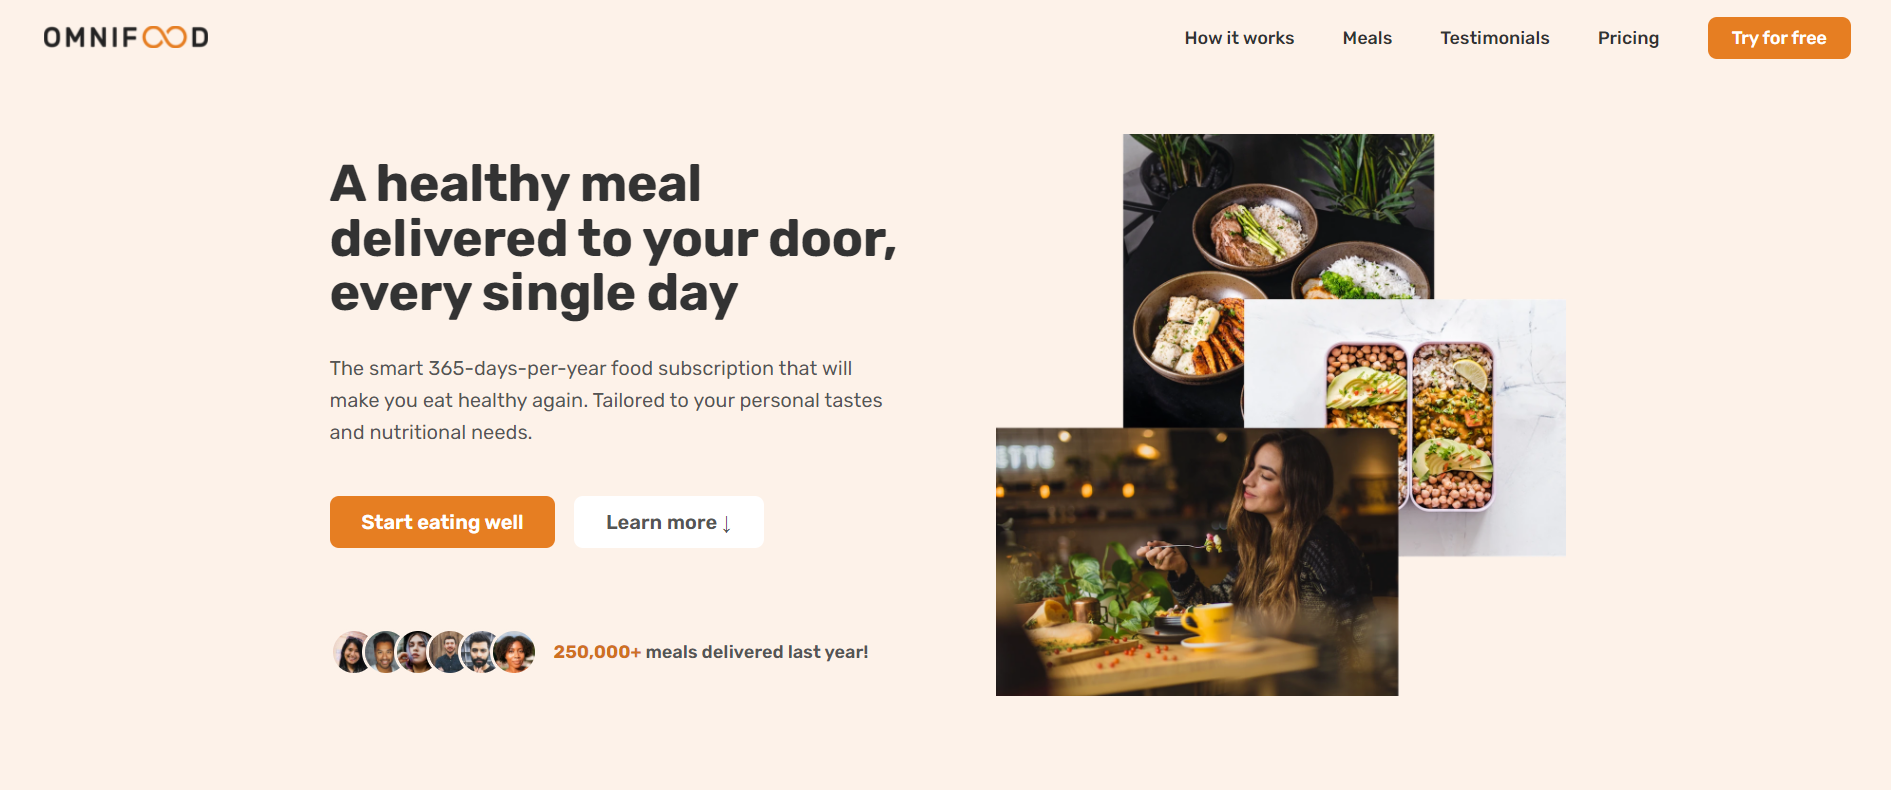 OMNIFOOD
How it works
Meals
Testimonials
Pricing
Try for free
A healthy meal
delivered to your door,
every single day
The smart 365-days-per-year food subscription that will
make you eat healthy again. Tailored to your personal tastes
and nutritional needs.
Start eating well
Learn more ↓
250,000+ meals delivered last year!